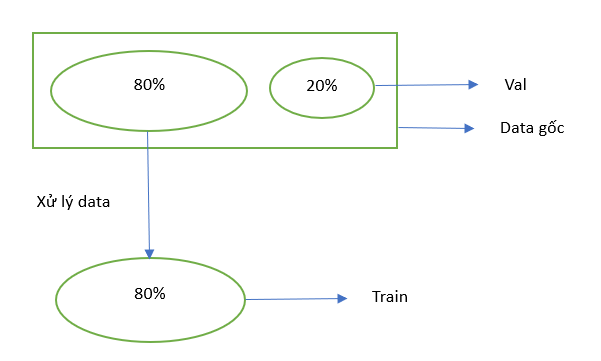 80%
20%
Val
Data gốc
Xử lý data
80%
Train